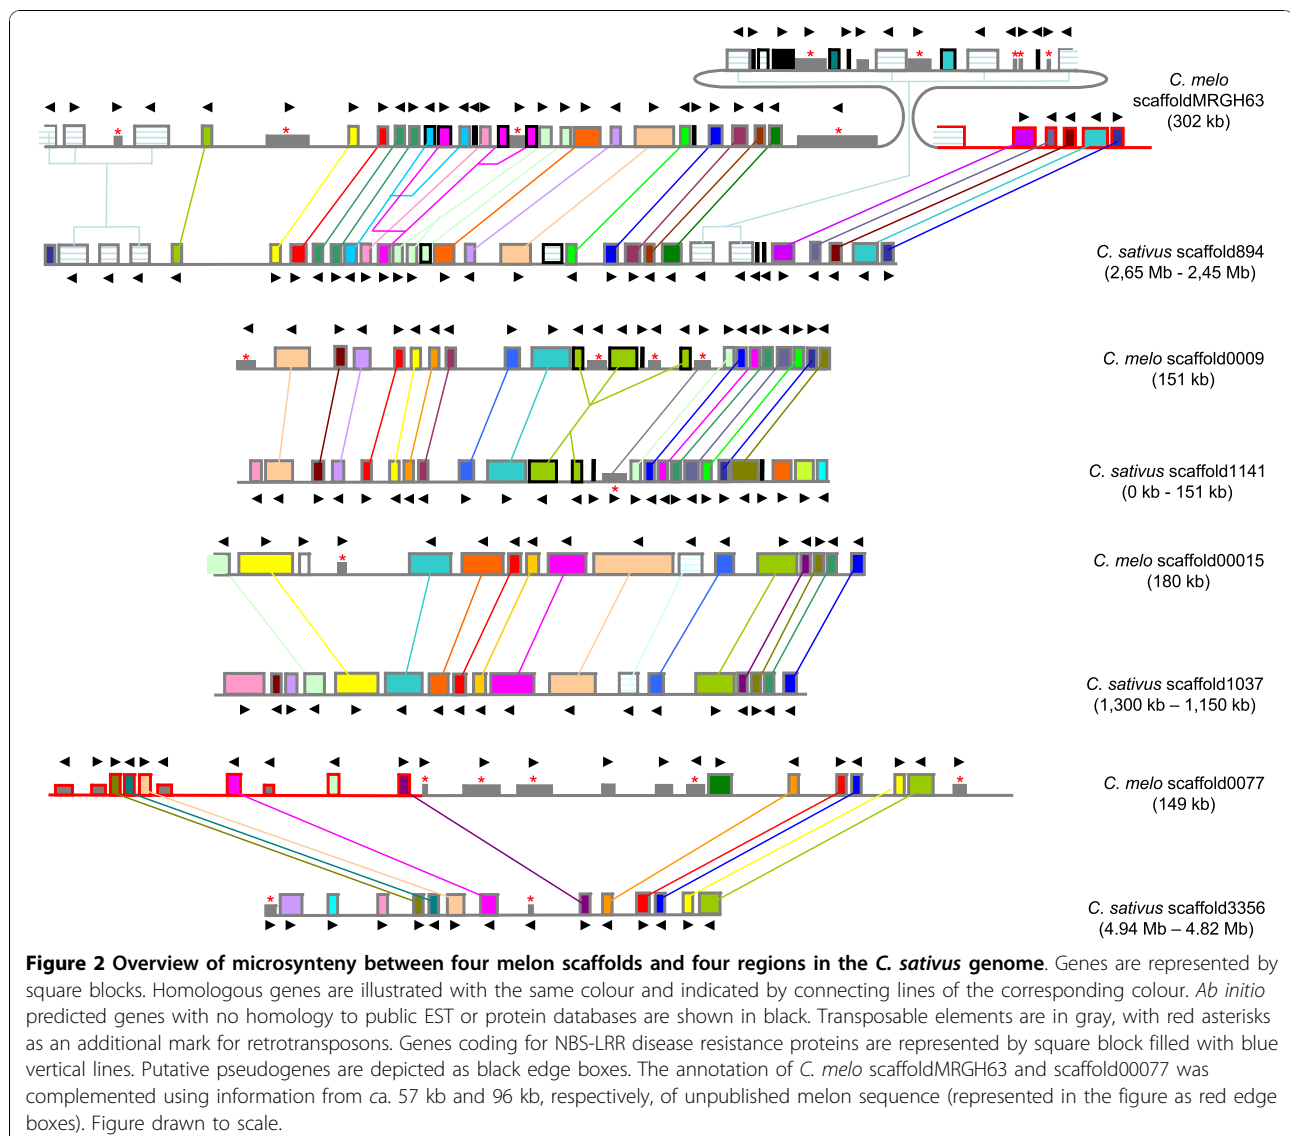 C. melo
scaffoldMRGH63
(302 kb)
C. sativus scaffold894
(2,65 Mb - 2,45 Mb)
C. melo scaffold0009
(151 kb)
C. sativus scaffold1141
(0 kb - 151 kb)
C. melo scaffold00015
(180 kb)
C. sativus scaffold1037
(1,300 kb – 1,150 kb)
C. melo scaffold0077
(149 kb)
C. sativus scaffold3356
(4.94 Mb – 4.82 Mb)
Figure 2 Overview of microsynteny between four melon scaffolds and four regions in the C. sativus genome. Genes are represented by
square blocks. Homologous genes are illustrated with the same colour and indicated by connecting lines of the corresponding colour. Ab initio
predicted genes with no homology to public EST or protein databases are shown in black. Transposable elements are in gray, with red asterisks
as an additional mark for retrotransposons. Genes coding for NBS-LRR disease resistance proteins are represented by square block filled with blue
vertical lines. Putative pseudogenes are depicted as black edge boxes. The annotation of C. melo scaffoldMRGH63 and scaffold00077 was
complemented using information from ca. 57 kb and 96 kb, respectively, of unpublished melon sequence (represented in the figure as red edge
boxes). Figure drawn to scale.